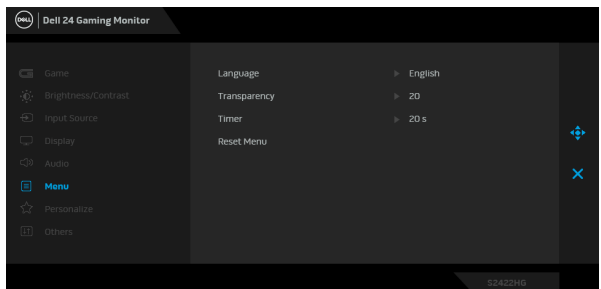 DELL
Dell 24 Gaming Monitor
Game
Brightness/Contrast
Input Source
Display
Audio
Menu
Personalize
Others
Language English
Transparency 20
Timer 20 s
Reset Menu
S2422HG